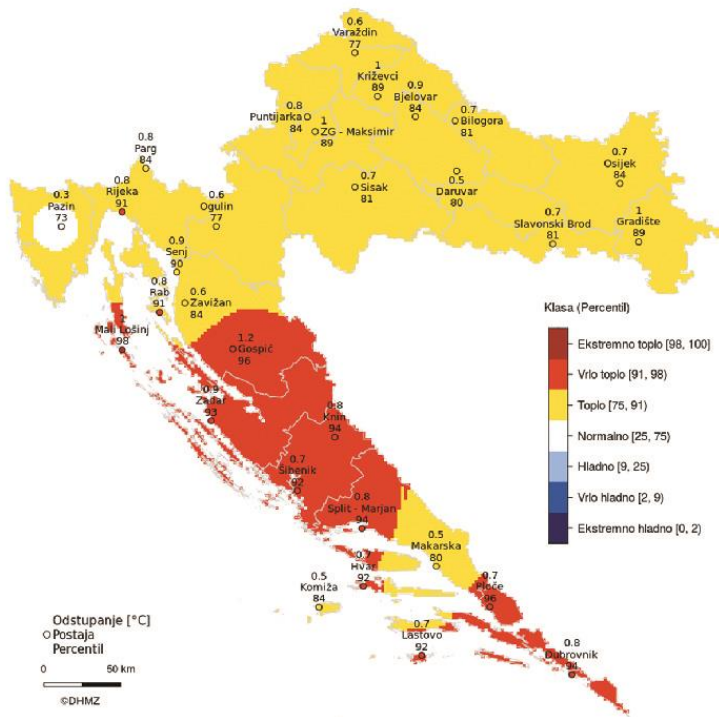 0.6
Varaždin
77
1
Križevci
89
0.9
Bjelovar
84
0.7
Bilogora
81
0.8
Puntijarka
84
1
ZG - Maksimir
89
0.8
Parg
84
0.7
Osijek
84
0.3
Pazin
73
0.8
Rijeka
91
0.6
Ogulin
77
0.7
Sisak
81
0.5
Daruvar
80
0.7
Slavonski Brod
81
1
Gradište
89
0.9
Senj
90
0.8
Rab
91
0.6
Zavižan
84
1
Mali Lošinj
98
1.2
Gospić
96
0.9
Zadar
93
0.8
Knin
94
0.7
Šibenik
92
0.8
Split - Marjan
94
0.5
Makarska
80
0.7
Hvar
92
0.5
Komiža
84
0.7
Ploče
96
0.7
Lastovo
92
0.8
Dubrovnik
94
Klasa (Percentil)
Ekstremno toplo [98, 100]
Vrlo toplo [91, 98)
Toplo [75, 91)
Normalno [25, 75)
Hladno [9, 25)
Vrlo hladno [2, 9)
Ekstremno hladno [0, 2)
Odstupanje [°C]
Postaja
Percentil
0 50 km
©DHMZ